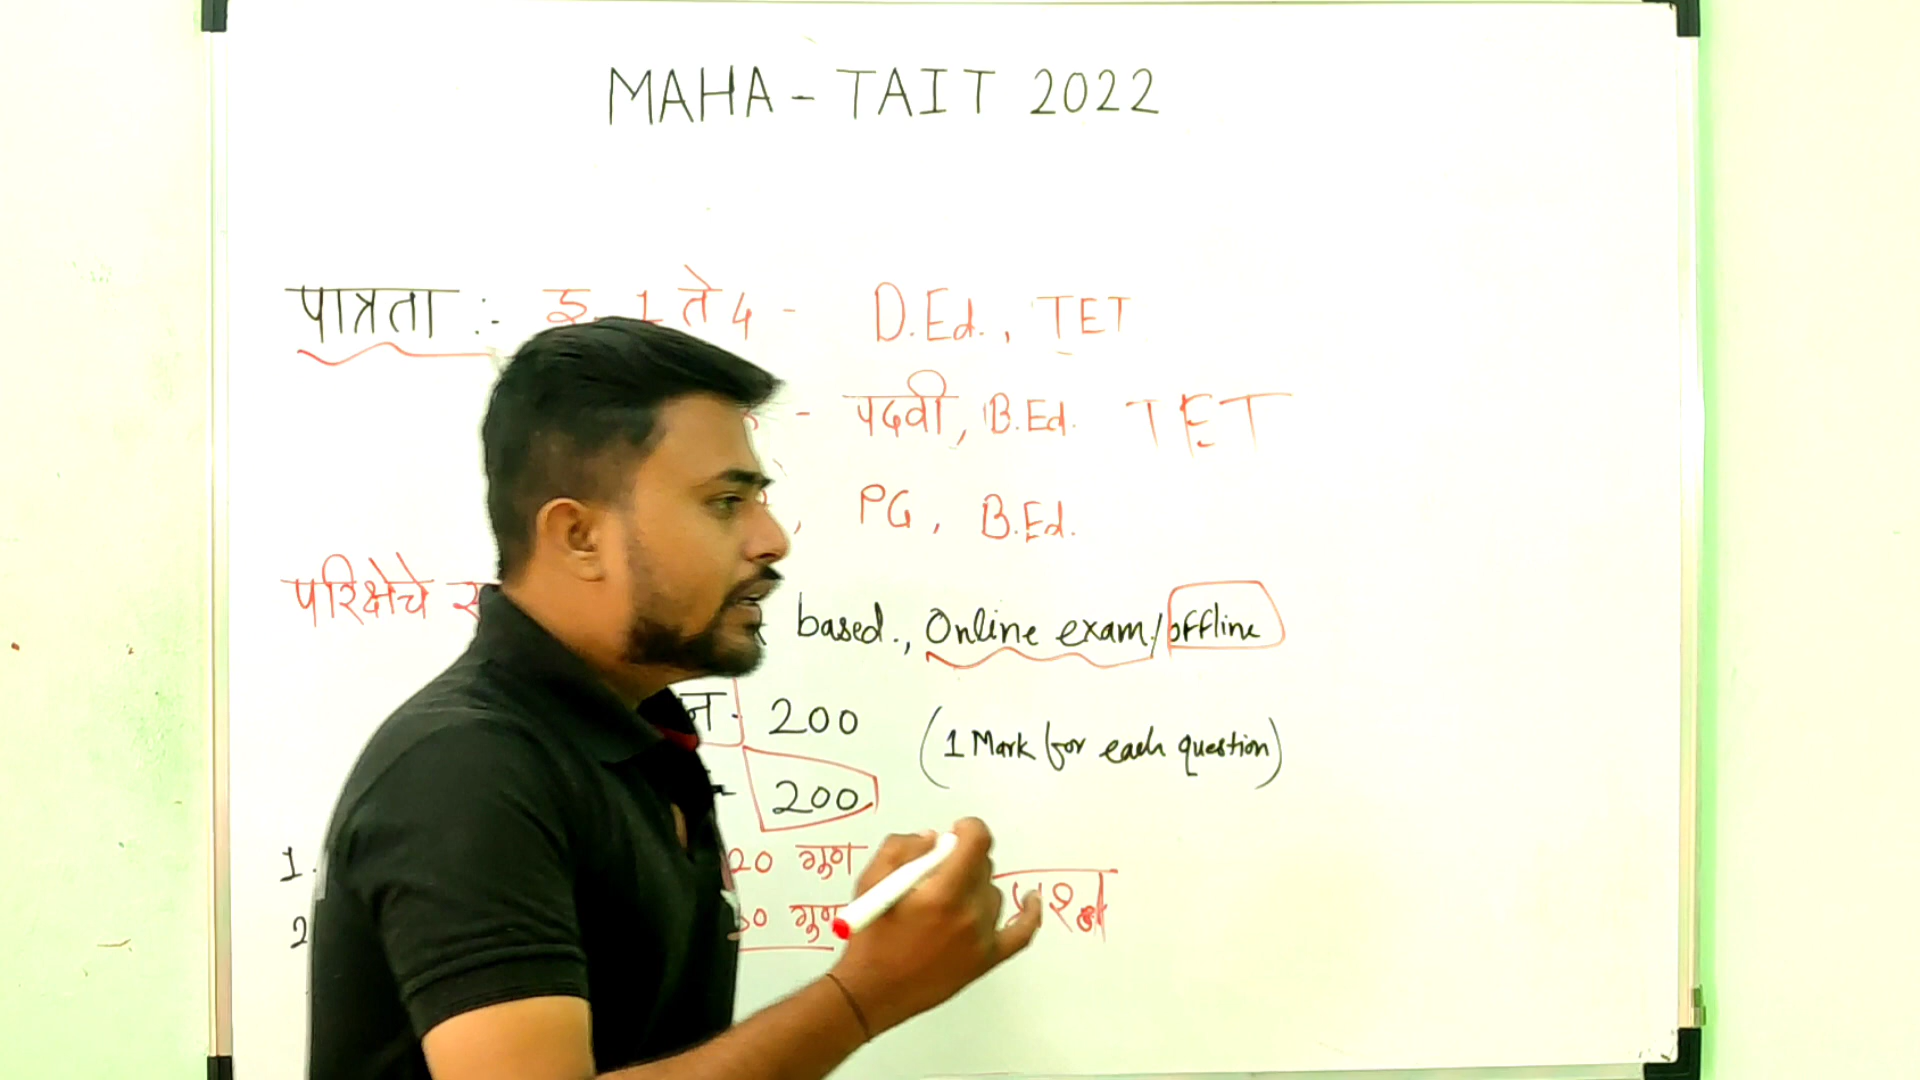 MAHA - TAIT 2022
पात्रता :- इ. 1 ते 4 - D.Ed., TET
- पदवी, B.Ed. TET
, PG, B.Ed.
परिक्षेचे based., Online exam/offline
200 (1 Mark for each question)
- 200
1. 20 गुण
2 गुण
प्रश्न